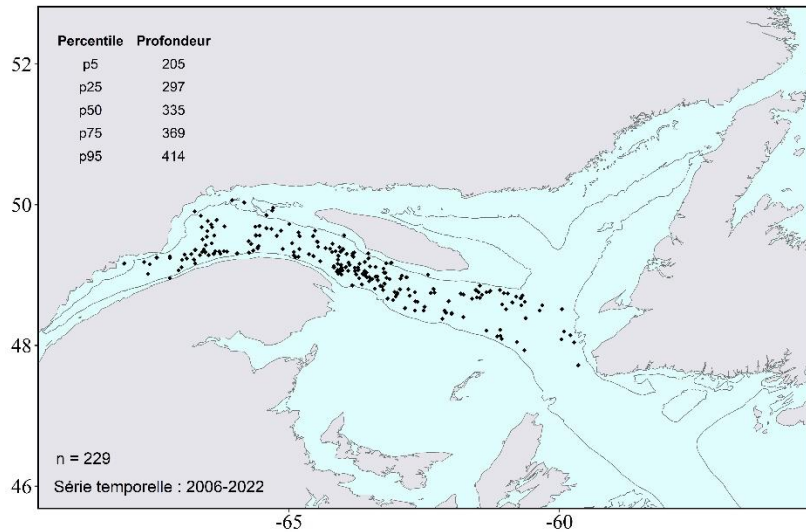 Percentile Profondeur
p5 205
p25 297
p50 335
p75 369
p95 414
52
50
48
46
n = 229
Série temporelle : 2006-2022
-65 -60